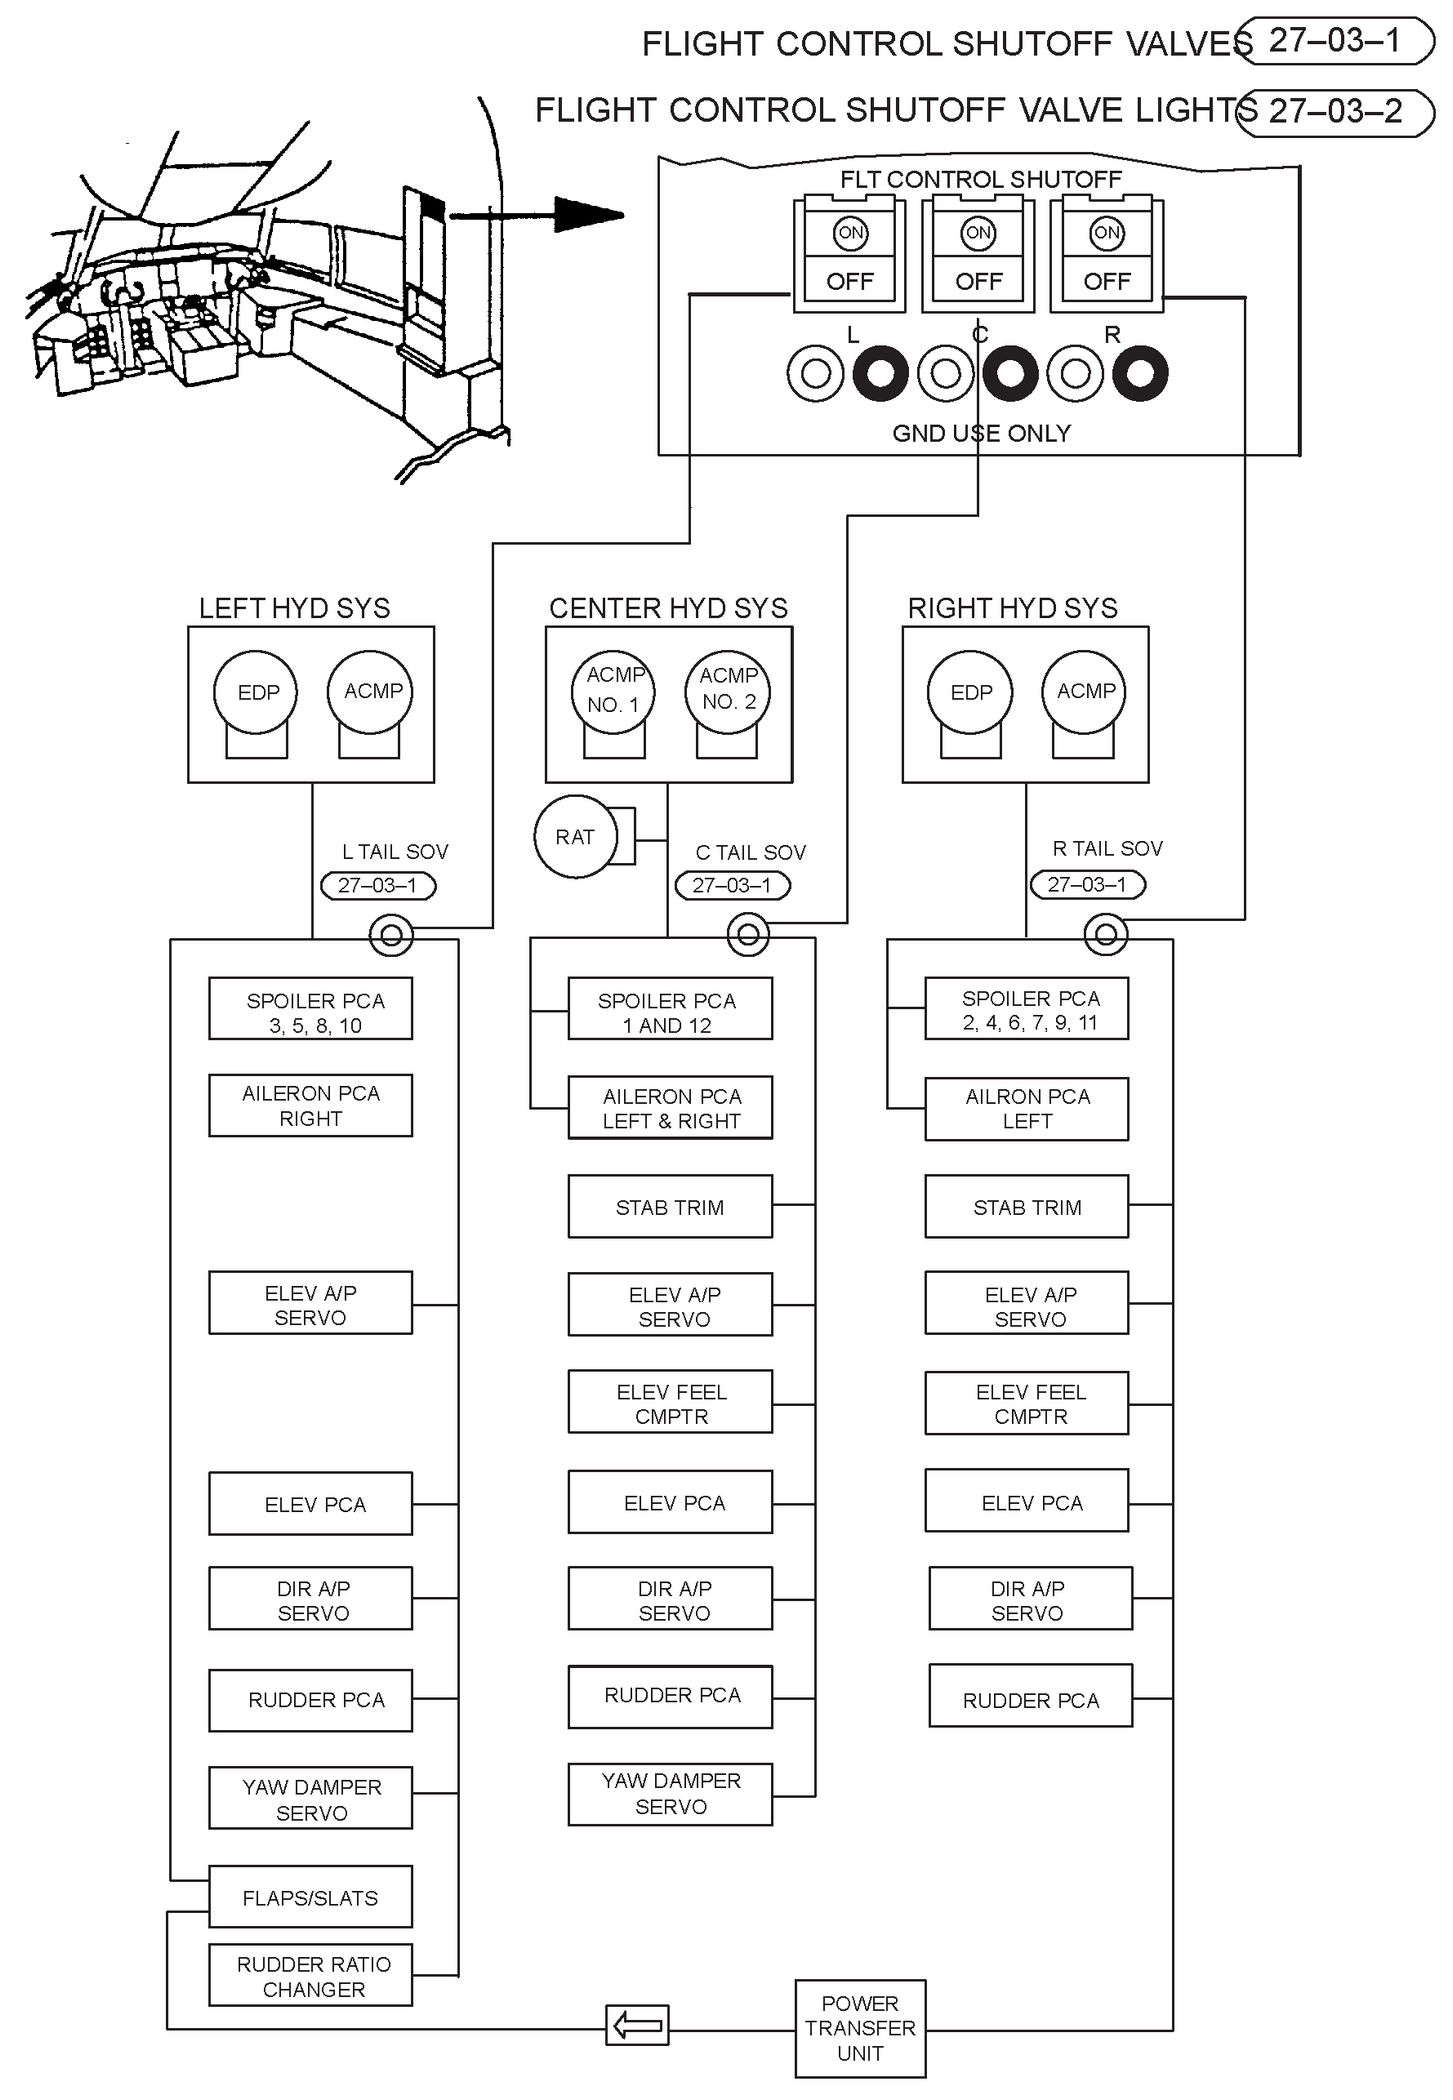 FLIGHT CONTROL SHUTOFF VALVES 27–03–1
FLIGHT CONTROL SHUTOFF VALVE LIGHTS 27–03–2
FLT CONTROL SHUTOFF
ON ON ON
OFF OFF OFF
L C R
GND USE ONLY
LEFT HYD SYS CENTER HYD SYS RIGHT HYD SYS
EDP ACMP
ACMP
NO. 1
ACMP
NO. 2
EDP ACMP
RAT
L TAIL SOV
27–03–1
C TAIL SOV
27–03–1
R TAIL SOV
27–03–1
SPOILER PCA
3, 5, 8, 10
AILERON PCA
RIGHT
ELEV A/P
SERVO
ELEV PCA
DIR A/P
SERVO
RUDDER PCA
YAW DAMPER
SERVO
FLAPS/SLATS
RUDDER RATIO
CHANGER
SPOILER PCA
1 AND 12
AILERON PCA
LEFT & RIGHT
STAB TRIM
ELEV A/P
SERVO
ELEV FEEL
CMPTR
ELEV PCA
DIR A/P
SERVO
RUDDER PCA
YAW DAMPER
SERVO
SPOILER PCA
2, 4, 6, 7, 9, 11
AILRON PCA
LEFT
STAB TRIM
ELEV A/P
SERVO
ELEV FEEL
CMPTR
ELEV PCA
DIR A/P
SERVO
RUDDER PCA
POWER
TRANSFER
UNIT